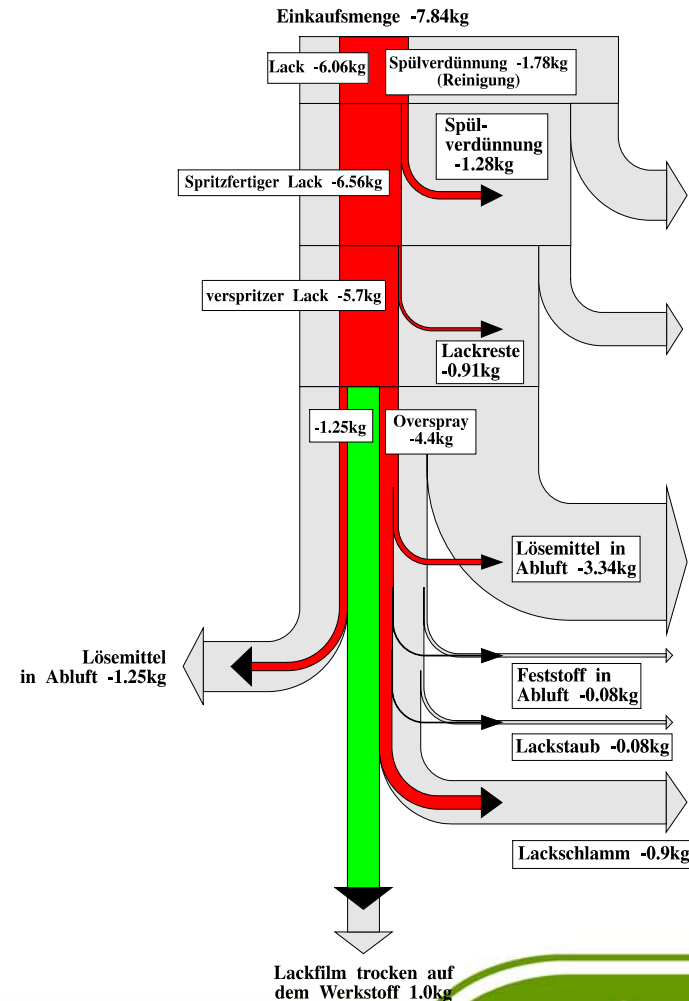 Einkaufsmenge -7.84kg
Lack -6.06kg
Spülverdünnung -1.78kg
(Reinigung)
Spül-
verdünnung
-1.28kg
Spritzfertiger Lack -6.56kg
verspritzer Lack -5.7kg
Lackreste
-0.91kg
-1.25kg
Overspray
-4.4kg
Lösemittel in
Abluft -3.34kg
Lösemittel
in Abluft -1.25kg
Feststoff in
Abluft -0.08kg
Lackstaub -0.08kg
Lackschlamm -0.9kg
Lackfilm trocken auf
dem Werkstoff 1.0kg